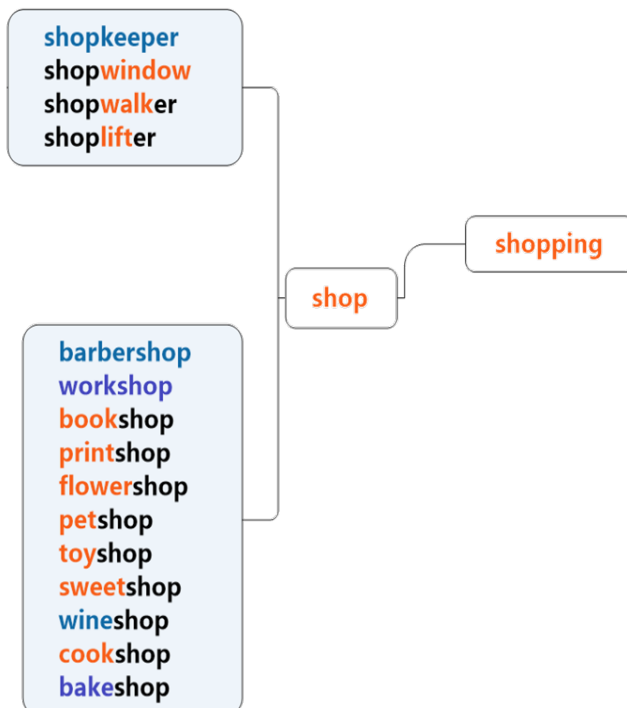 shopkeeper
shopwindow
shopwalker
shoplifter
shopping
shop
barbershop
workshop
bookshop
printshop
flowershop
petshop
toyshop
sweetshop
wineshop
cookshop
bakeshop